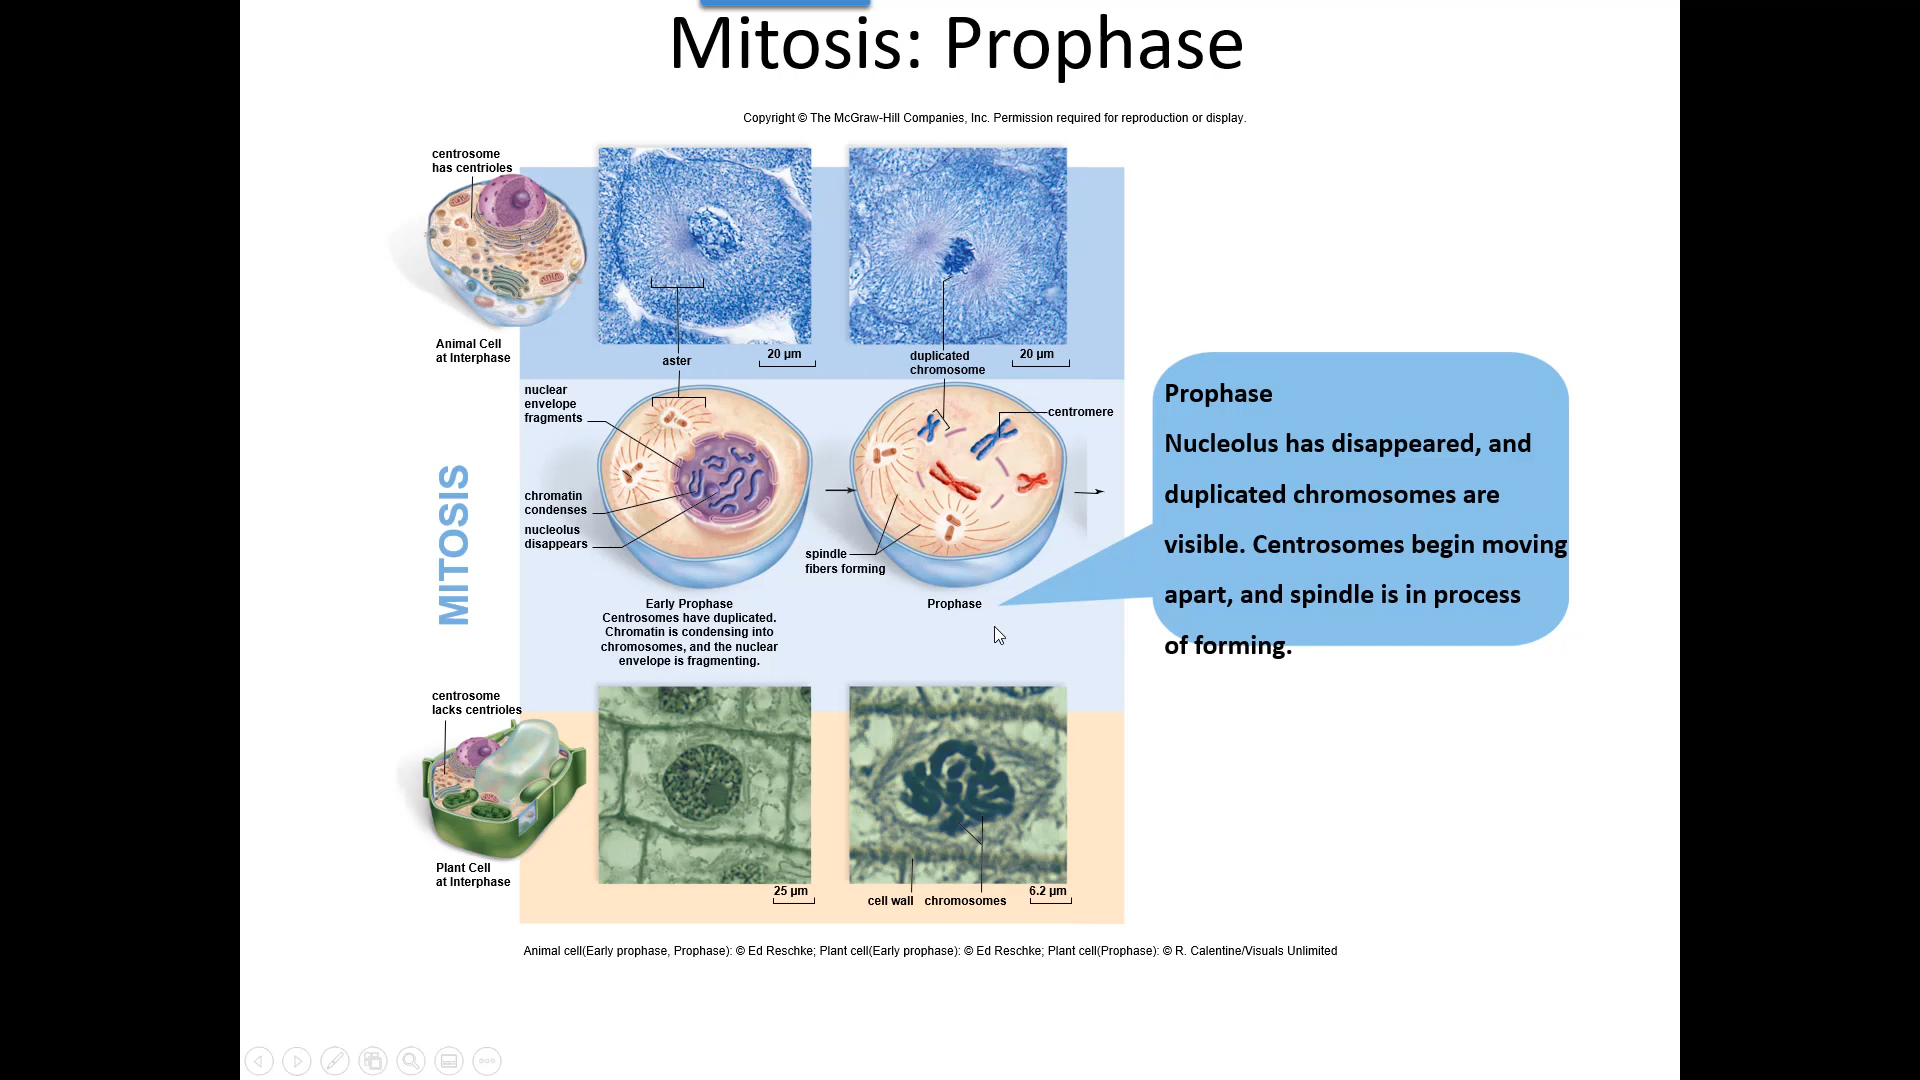 Mitosis: Prophase
Copyright © The McGraw-Hill Companies, Inc. Permission required for reproduction or display.
centrosome
has centrioles
Animal Cell
at Interphase
aster
20 µm
duplicated
chromosome
20 µm
nuclear
envelope
fragments
centromere
chromatin
condenses
nucleolus
disappears
spindle
fibers forming
MITOSIS
Early Prophase
Centrosomes have duplicated.
Chromatin is condensing into
chromosomes, and the nuclear
envelope is fragmenting.
Prophase
Prophase
Nucleolus has disappeared, and
duplicated chromosomes are
visible. Centrosomes begin moving
apart, and spindle is in process
of forming.
centrosome
lacks centrioles
Plant Cell
at Interphase
25 µm
cell wall
chromosomes
6.2 µm
Animal cell(Early prophase, Prophase): © Ed Reschke; Plant cell(Early prophase): © Ed Reschke; Plant cell(Prophase): © R. Calentine/Visuals Unlimited